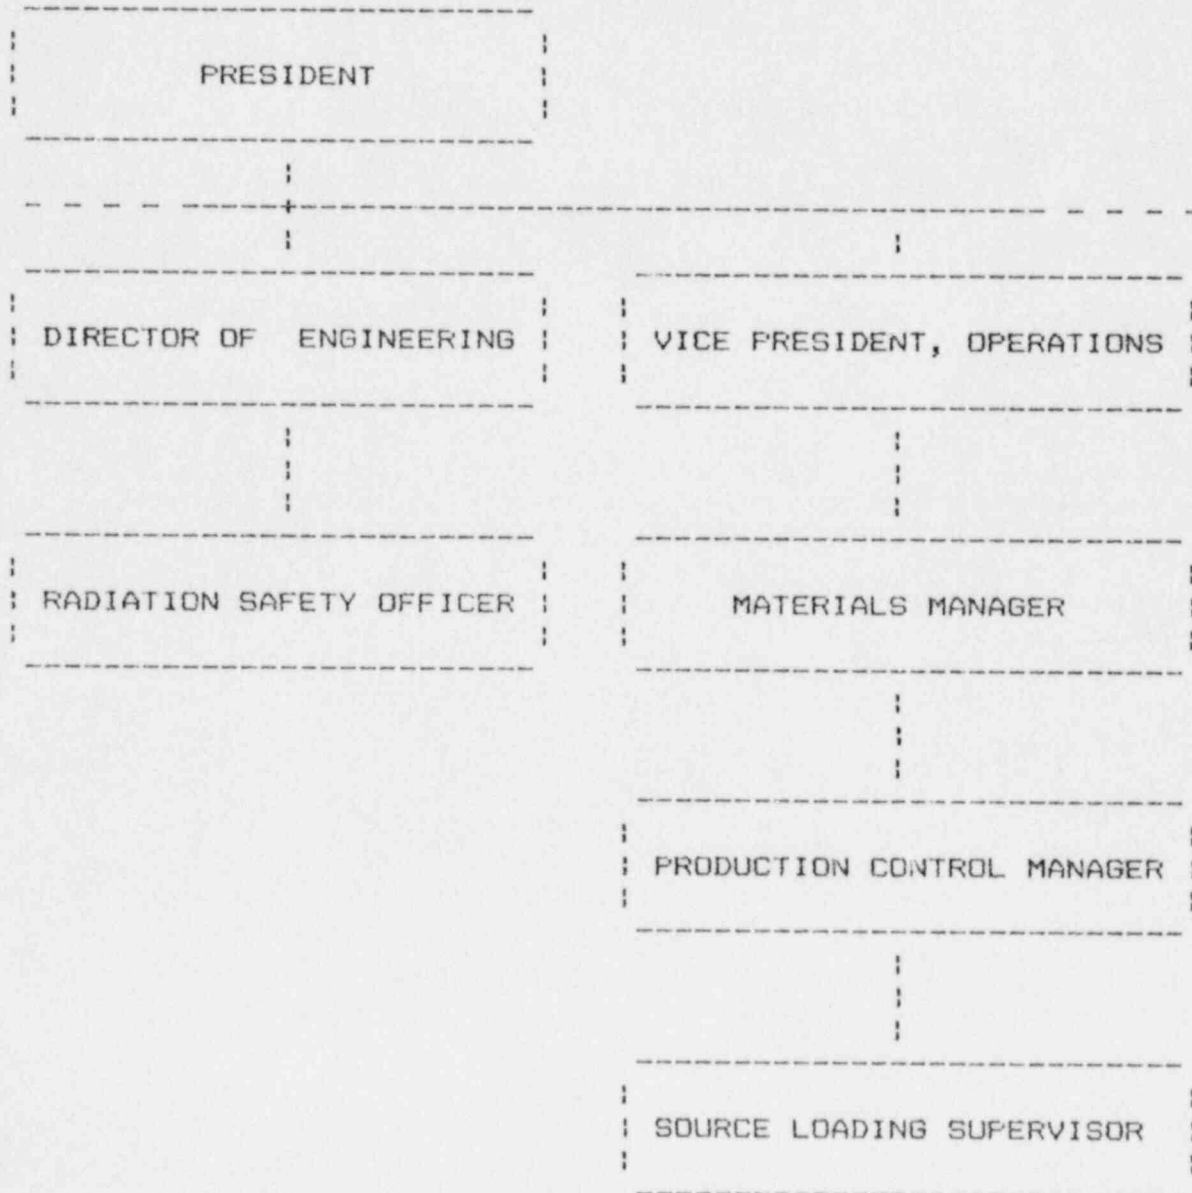 PRESIDENT
DIRECTOR OF ENGINEERING
VICE PRESIDENT, OPERATIONS
RADIATION SAFETY OFFICER
MATERIALS MANAGER
PRODUCTION CONTROL MANAGER
SOURCE LOADING SUPERVISOR